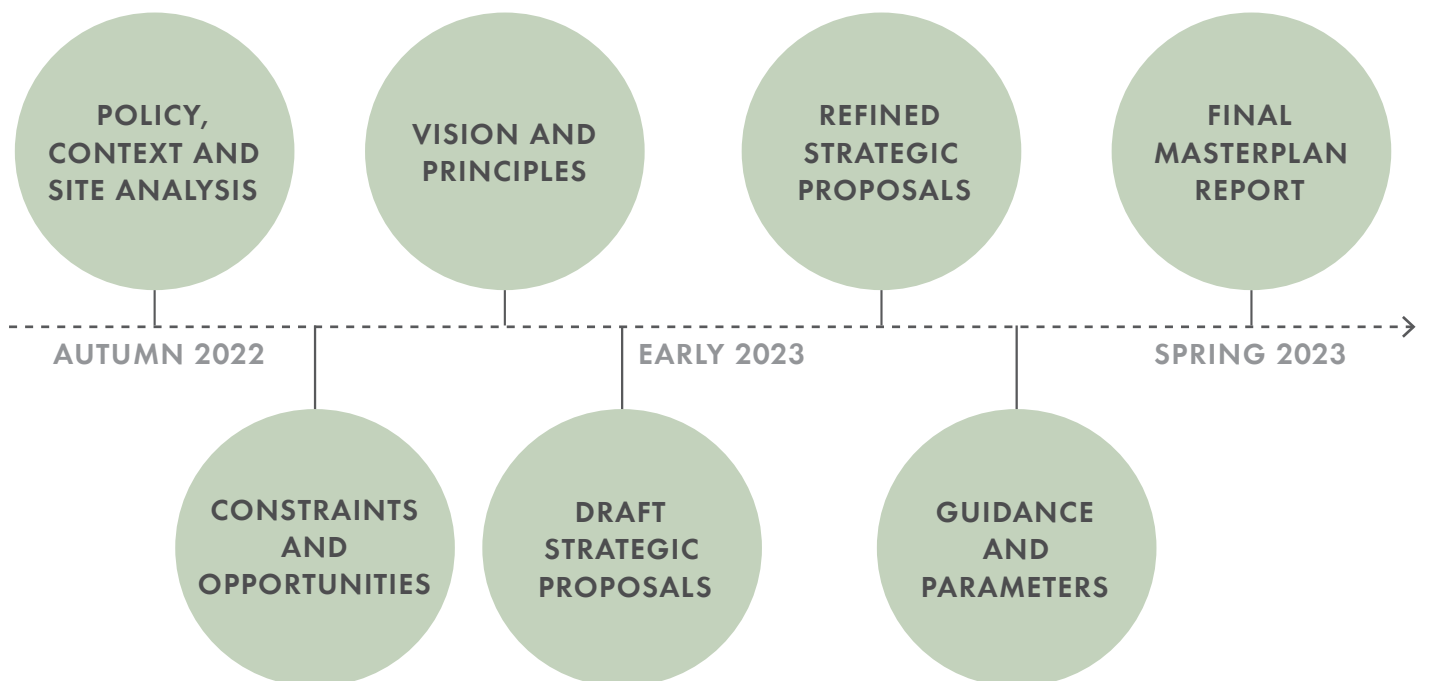 POLICY,
CONTEXT AND
SITE ANALYSIS
VISION AND
PRINCIPLES
REFINED
STRATEGIC
PROPOSALS
FINAL
MASTERPLAN
REPORT
AUTUMN 2022
EARLY 2023
SPRING 2023
CONSTRAINTS
AND
OPPORTUNITIES
DRAFT
STRATEGIC
PROPOSALS
GUIDANCE
AND
PARAMETERS